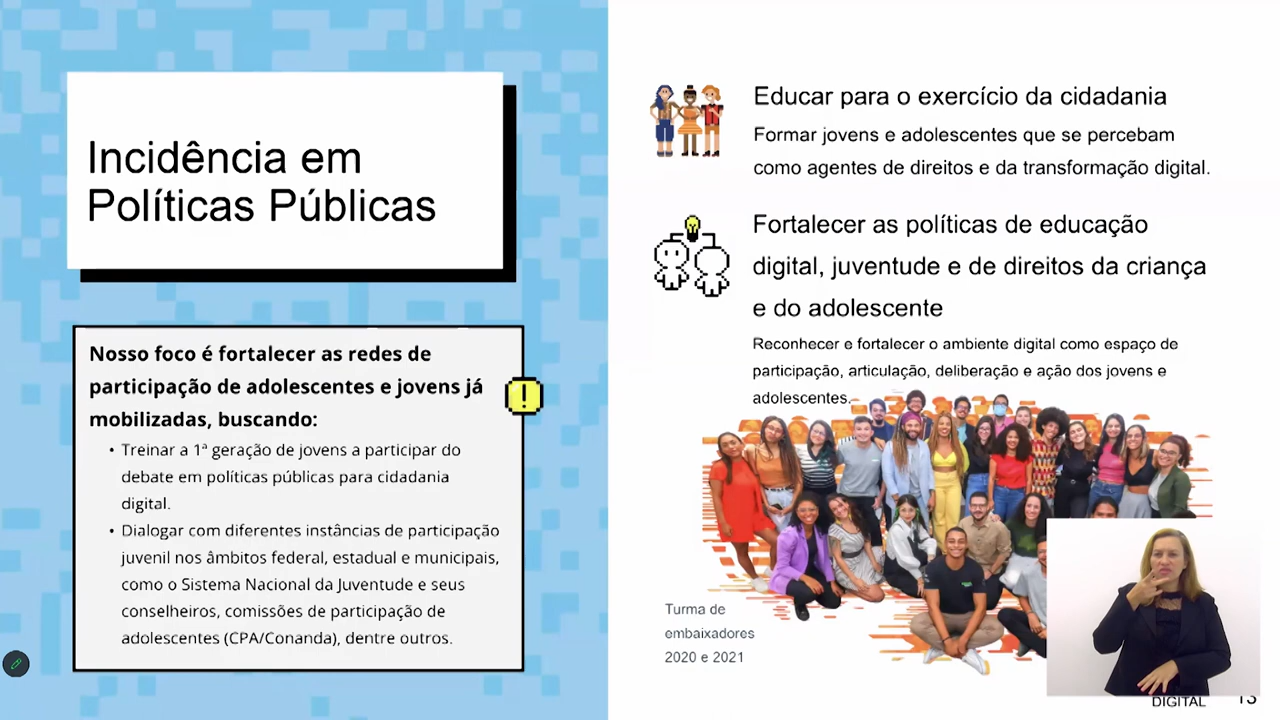 Incidência em
Políticas Públicas
Nosso foco é fortalecer as redes de
participação de adolescentes e jovens já
mobilizadas, buscando:
• Treinar a 1ª geração de jovens a participar do
debate em políticas públicas para cidadania
digital.
• Dialogar com diferentes instâncias de participação
juvenil nos âmbitos federal, estadual e municipais,
como o Sistema Nacional da Juventude e seus
conselheiros, comissões de participação de
adolescentes (CPA/Conanda), dentre outros.
Educar para o exercício da cidadania
Formar jovens e adolescentes que se percebam
como agentes de direitos e da transformação digital.
Fortalecer as políticas de educação
digital, juventude e de direitos da criança
e do adolescente
Reconhecer e fortalecer o ambiente digital como espaço de
participação, articulação, deliberação e ação dos jovens e
adolescentes.
Turma de
embaixadores
2020 e 2021
DIGITAL
13